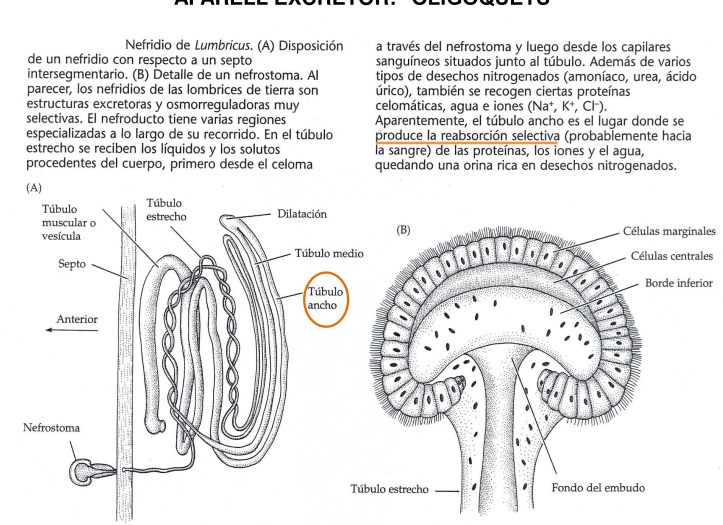 APARELL EXCRETOR: OLIGOQUETS
Nefridio de Lumbricus. (A) Disposición
de un nefridio con respecto a un septo
intersegmentario. (B) Detalle de un nefrostoma. Al
parecer, los nefridios de las lombrices de tierra son
estructuras excretoras y osmorreguladoras muy
selectivas. El nefroducto tiene varias regiones
especializadas a lo largo de su recorrido. En el túbulo
estrecho se reciben los líquidos y los solutos
procedentes del cuerpo, primero desde el celoma
a través del nefrostoma y luego desde los capilares
sanguíneos situados junto al túbulo. Además de varios
tipos de desechos nitrogenados (amoníaco, urea, ácido
úrico), también se recogen ciertas proteínas
celomáticas, agua e iones (Na⁺, K⁺, Cl⁻).
Aparentemente, el túbulo ancho es el lugar donde se
produce la reabsorción selectiva (probablemente hacia
la sangre) de las proteínas, los iones y el agua,
quedando una orina rica en desechos nitrogenados.
(A)
Túbulo
muscular o
vesícula
Túbulo
estrecho
Dilatación
Túbulo medio
Septo
Túbulo
ancho
Anterior
Nefrostoma
(B)
Células marginales
Células centrales
Borde inferior
Túbulo estrecho
Fondo del embudo